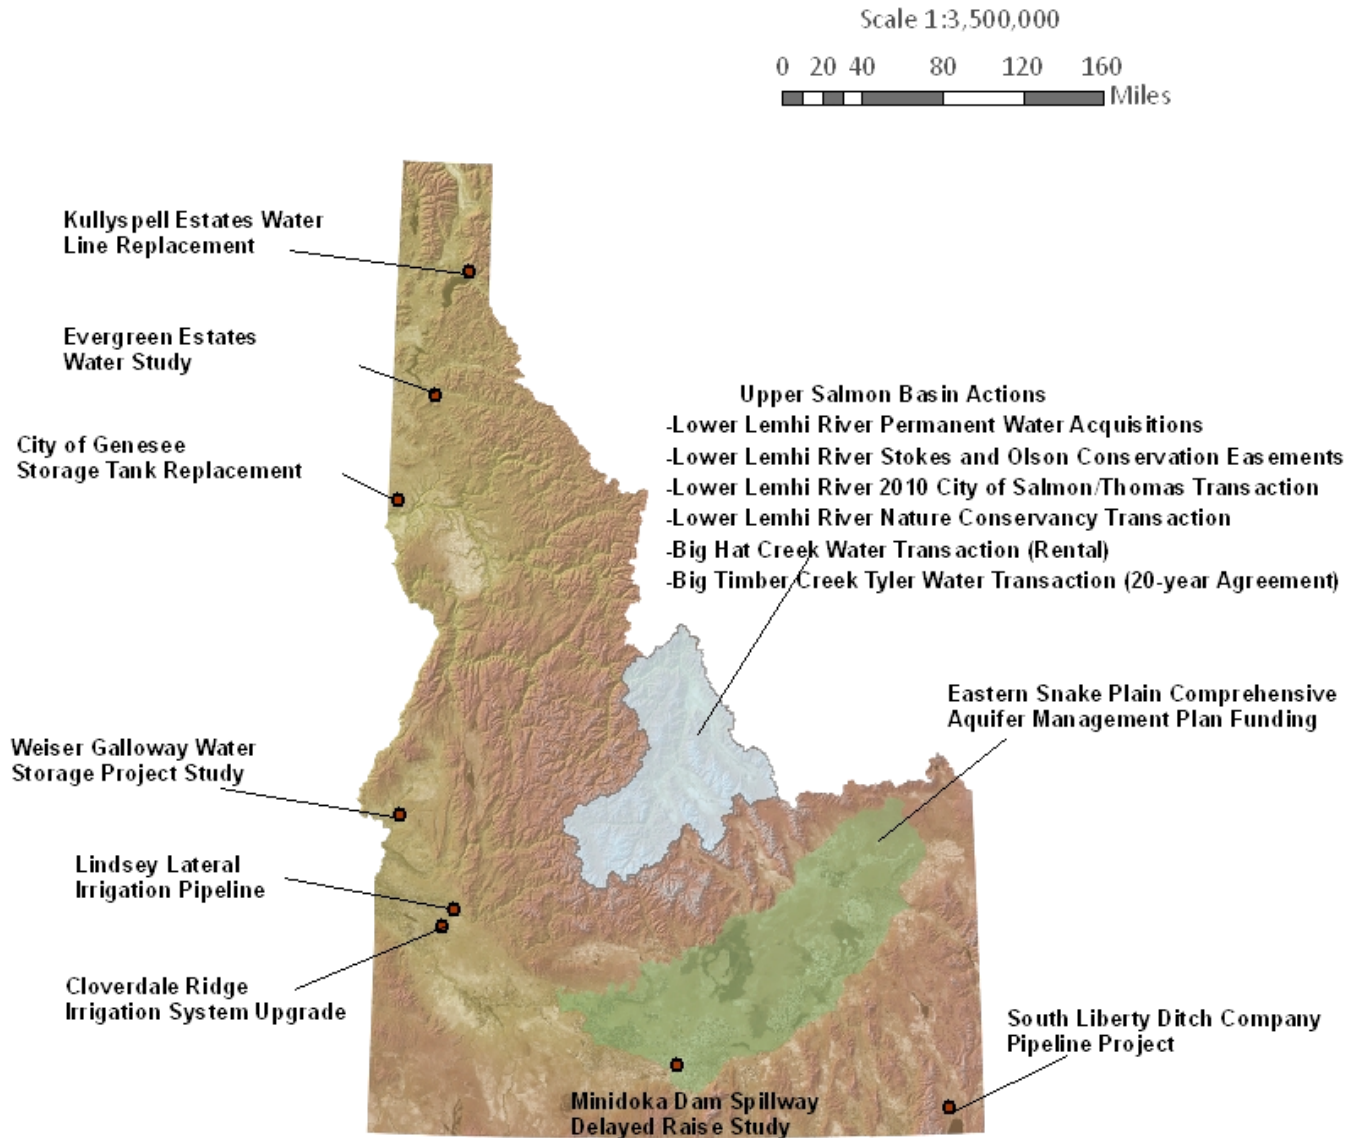 Scale 1:3,500,000
0 20 40 80 120 160
Miles
Kullyspell Estates Water
Line Replacement
Evergreen Estates
Water Study
City of Genesee
Storage Tank Replacement
Upper Salmon Basin Actions
-Lower Lemhi River Permanent Water Acquisitions
-Lower Lemhi River Stokes and Olson Conservation Easements
-Lower Lemhi River 2010 City of Salmon/Thomas Transaction
-Lower Lemhi River Nature Conservancy Transaction
-Big Hat Creek Water Transaction (Rental)
-Big Timber Creek Tyler Water Transaction (20-year Agreement)
Eastern Snake Plain Comprehensive
Aquifer Management Plan Funding
Weiser Galloway Water
Storage Project Study
Lindsey Lateral
Irrigation Pipeline
Cloverdale Ridge
Irrigation System Upgrade
South Liberty Ditch Company
Pipeline Project
Minidoka Dam Spillway
Delayed Raise Study